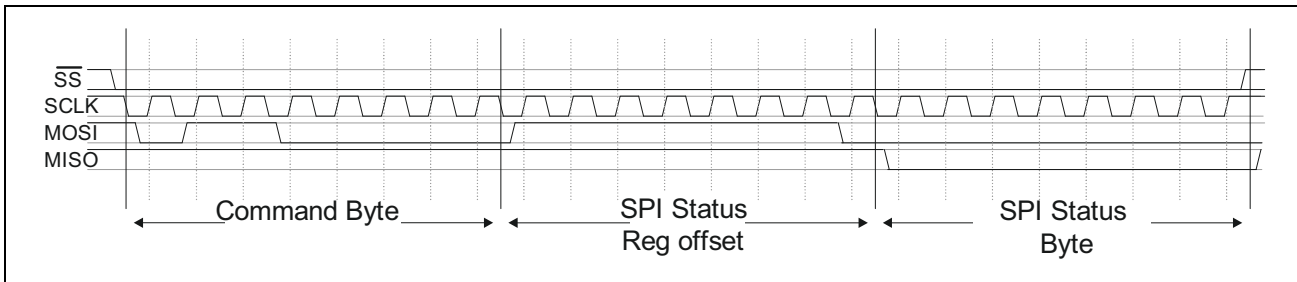 SS
SCLK
MOSI
MISO
Command Byte
SPI Status
Reg offset
SPI Status
Byte